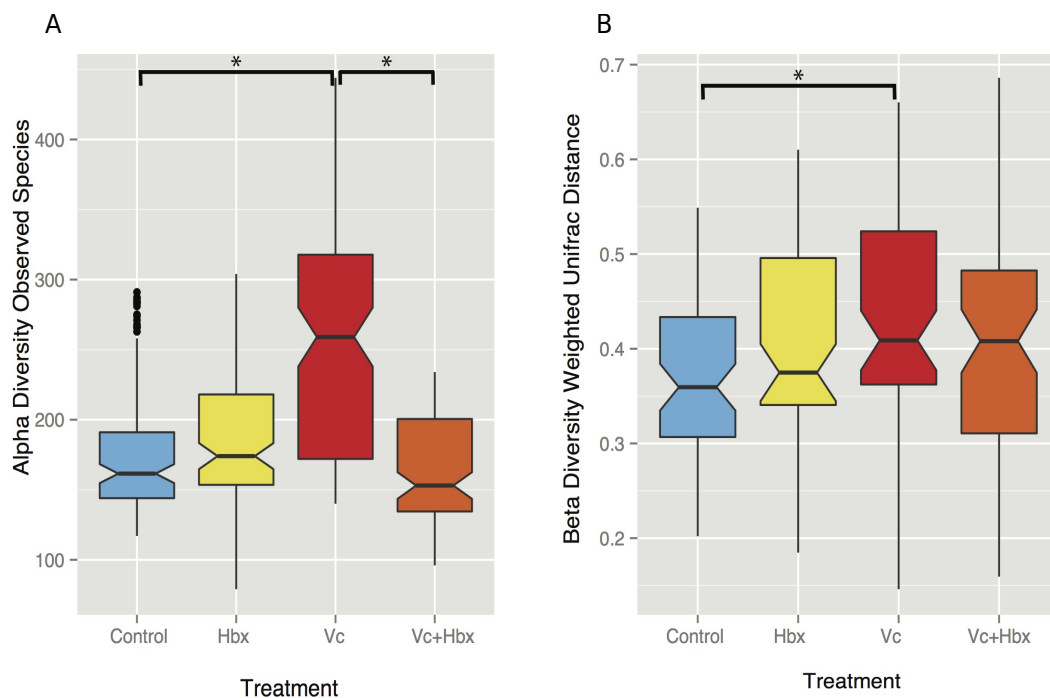 A
Alpha Diversity Observed Species
400
300
200
100
*
*
Control
Hbx
Vc
Vc+Hbx
Treatment
B
Beta Diversity Weighted Unifrac Distance
0.7
0.6
0.5
0.4
0.3
0.2
*
Control
Hbx
Vc
Vc+Hbx
Treatment